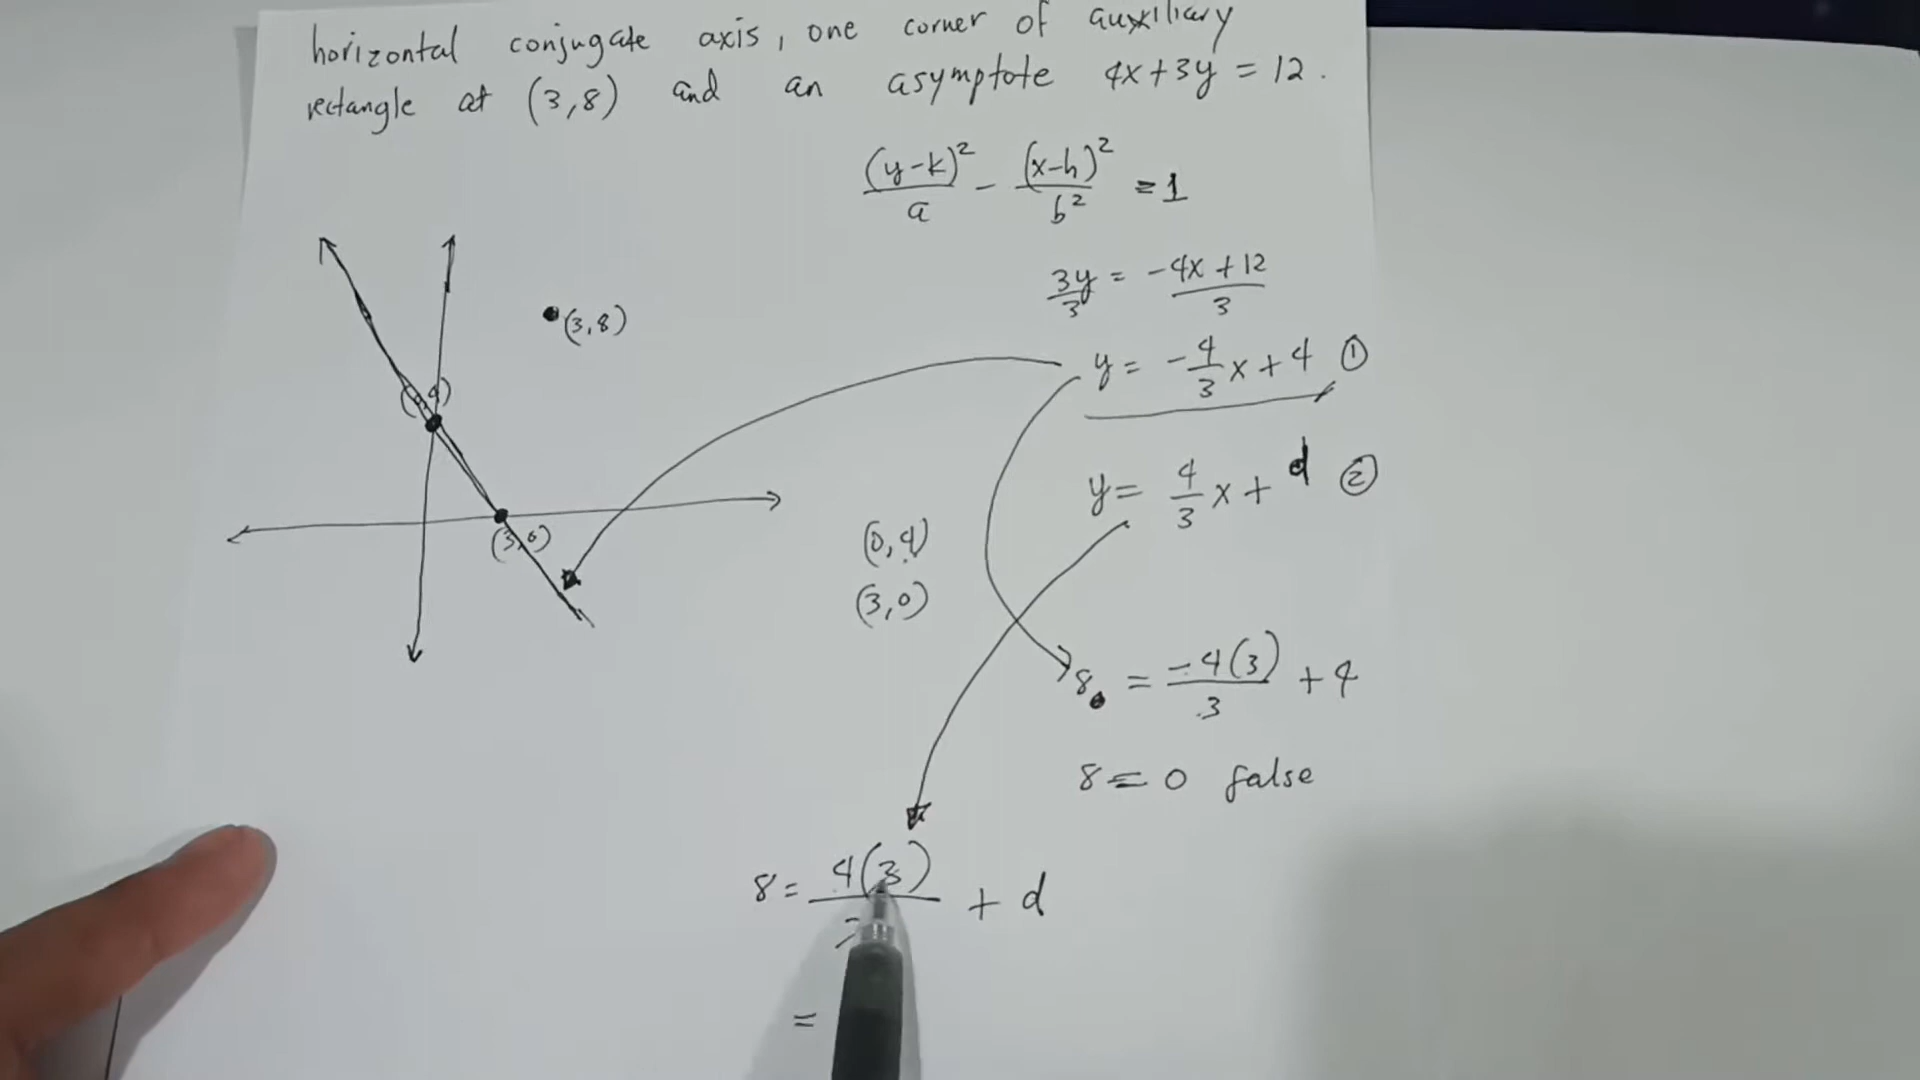 horizontal conjugate axis, one corner of auxiliary
rectangle at (3,8) and an asymptote 4x+3y = 12.
(y-k)²/a - (x-h)²/b² = 1
3y/3 = -4x+12/3
(3,8)
y = -4/3 x + 4 ①
(0,4)
y = 4/3 x + d ②
(0,4)
(3,0)
(3,0)
8 = -4(3)/3 + 4
8 = 0 false
8 = 4(3)/ + d
=